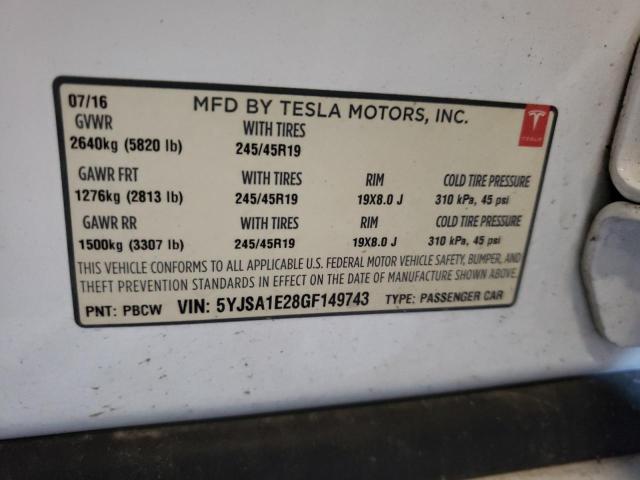 07/16 MFD BY TESLA MOTORS, INC.
GVWR WITH TIRES TESLA
2640kg (5820 lb) 245/45R19
GAWR FRT WITH TIRES RIM COLD TIRE PRESSURE
1276kg (2813 lb) 245/45R19 19X8.0 J 310 kPa, 45 psi
GAWR RR WITH TIRES RIM COLD TIRE PRESSURE
1500kg (3307 lb) 245/45R19 19X8.0 J 310 kPa, 45 psi
THIS VEHICLE CONFORMS TO ALL APPLICABLE U.S. FEDERAL MOTOR VEHICLE SAFETY, BUMPER, AND
THEFT PREVENTION STANDARDS IN EFFECT ON THE DATE OF MANUFACTURE SHOWN ABOVE.
PNT: PBCW VIN: 5YJSA1E28GF149743 TYPE: PASSENGER CAR